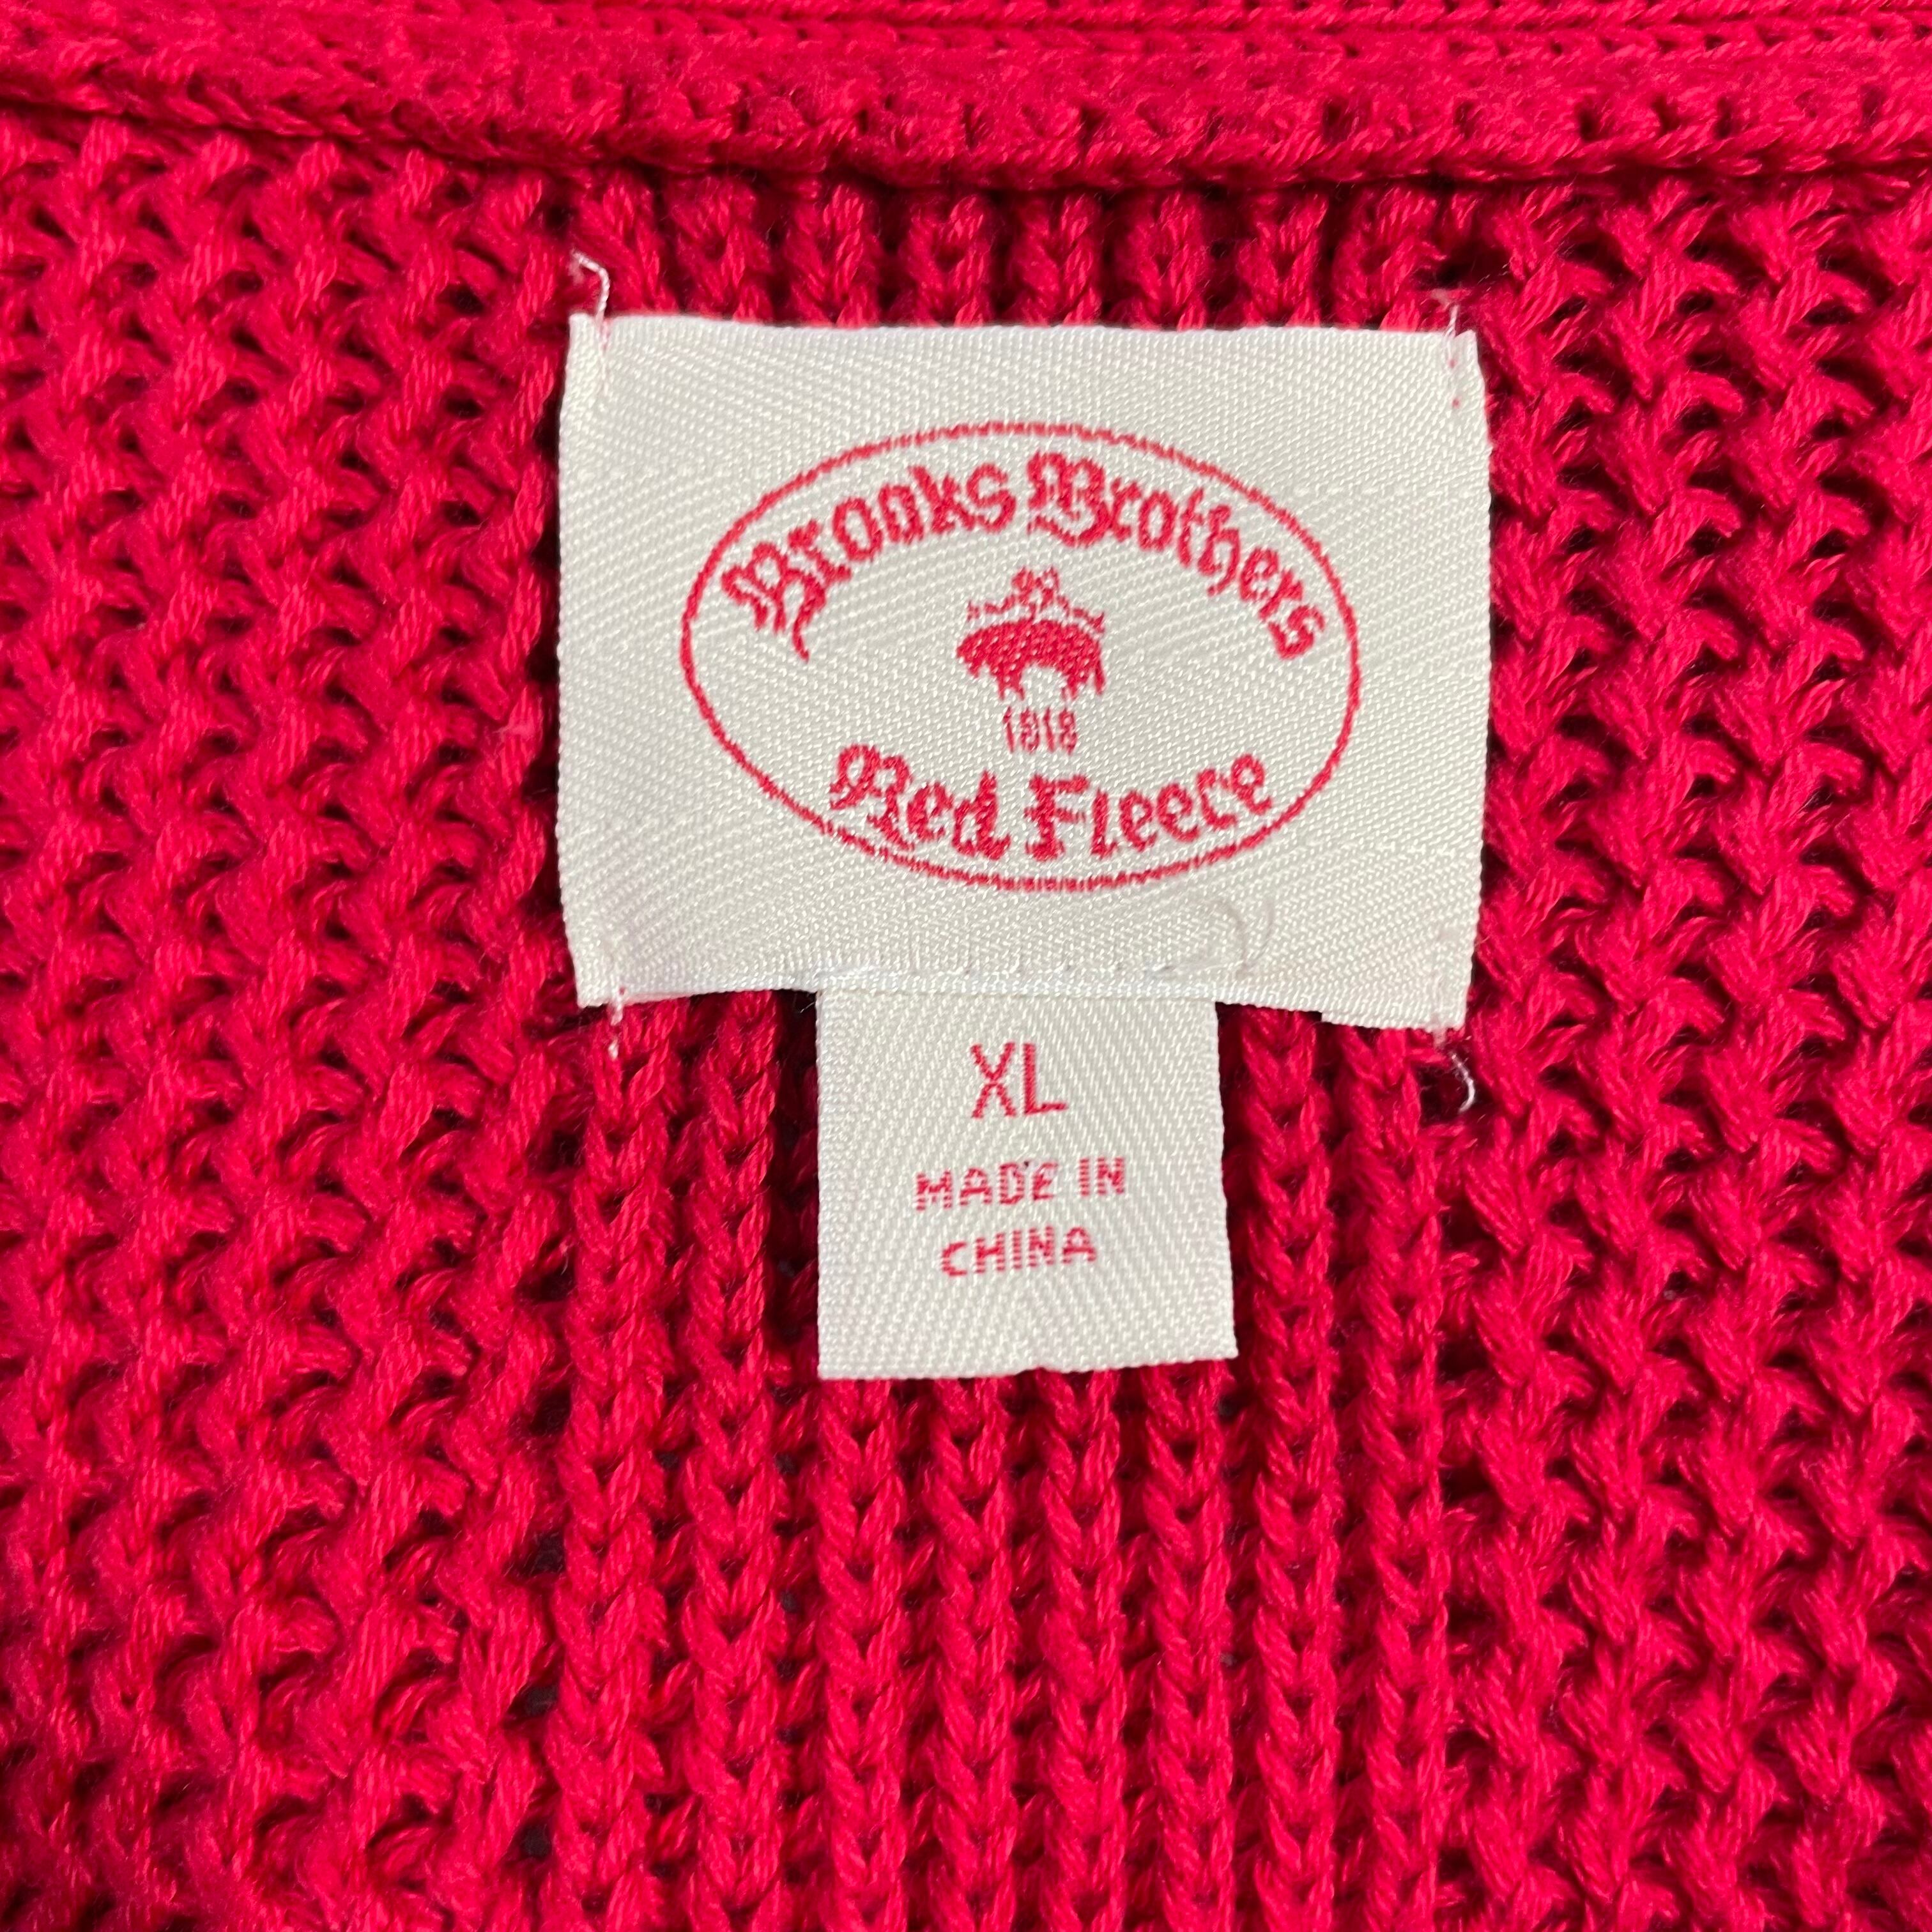 Brooks Brothers
1818
Red Fleece
XL
MADE IN
CHINA